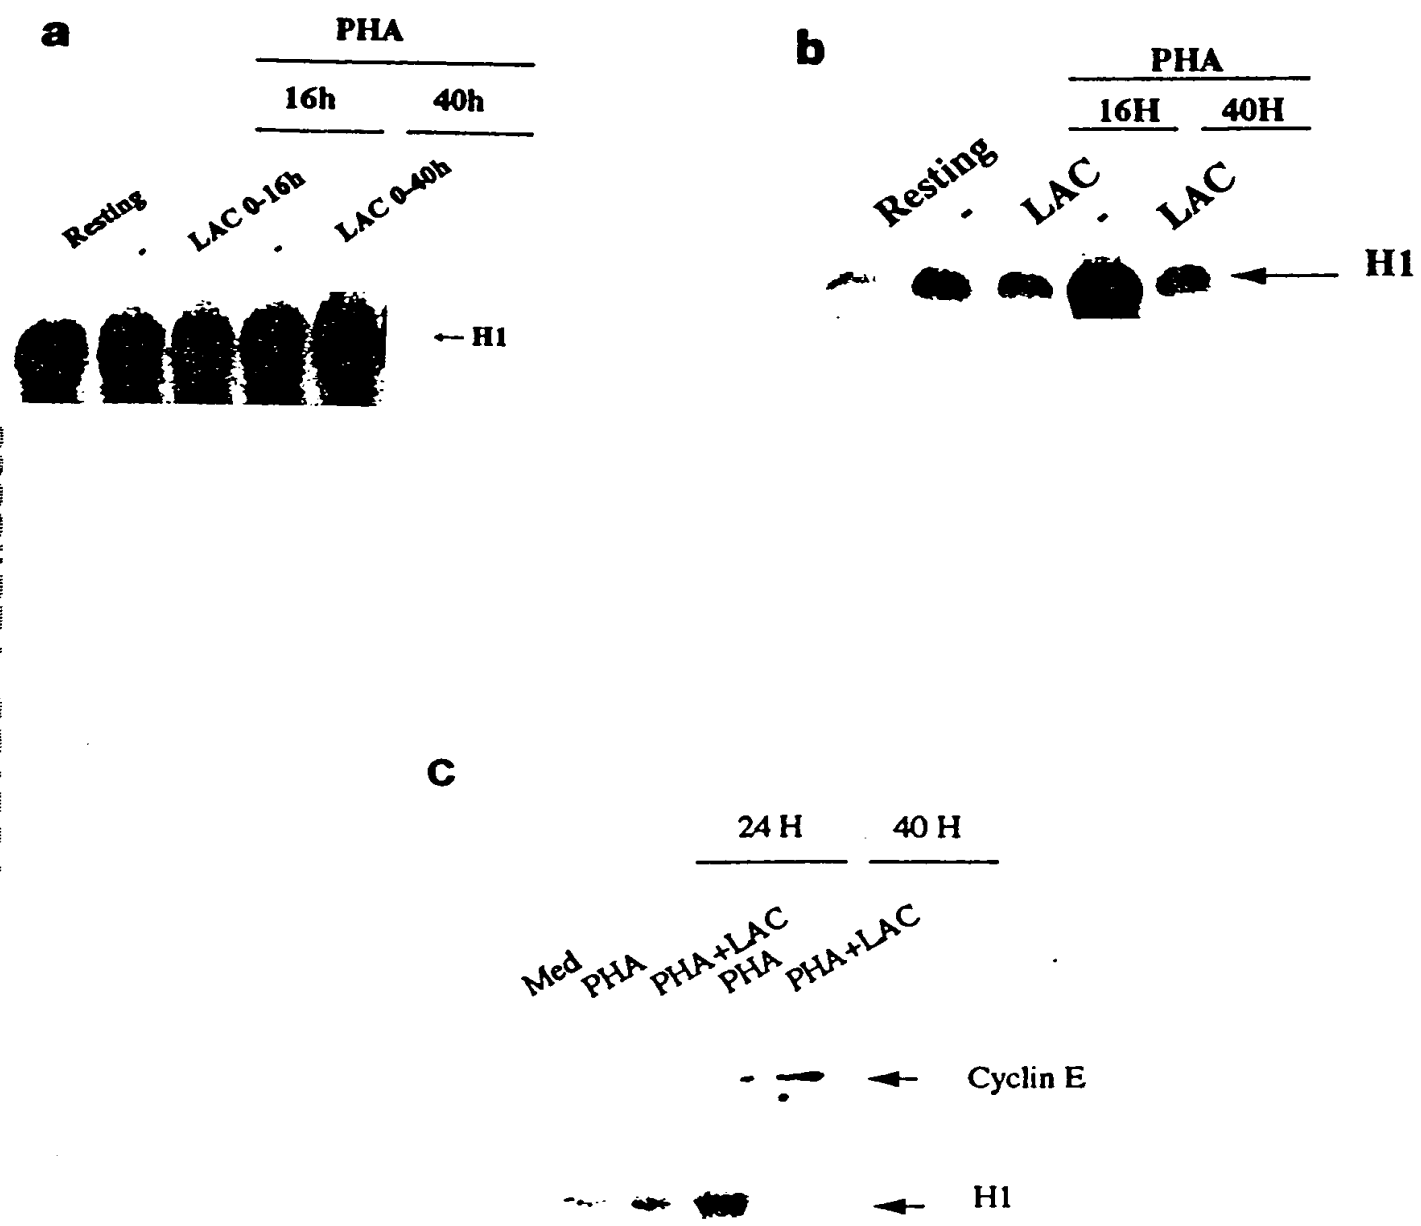 a
PHA
16h 40h
Resting - LAC 0-16h - LAC 0-40h
← H1
b
PHA
16H 40H
Resting - LAC - LAC
H1
C
24 H 40 H
Med PHA PHA+LAC PHA PHA+LAC
Cyclin E
H1